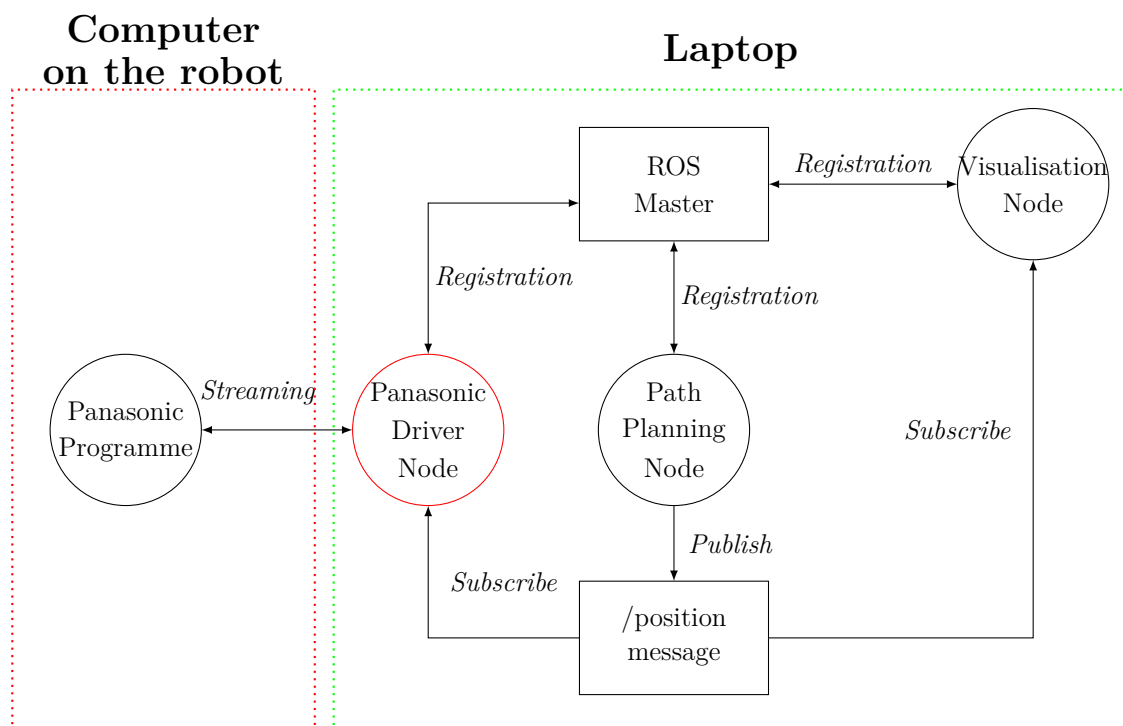 Computer
on the robot
Laptop
ROS
Master
Registration
Visualisation
Node
Registration
Registration
Streaming
Panasonic
Programme
Panasonic
Driver
Node
Path
Planning
Node
Subscribe
Publish
Subscribe
/position
message